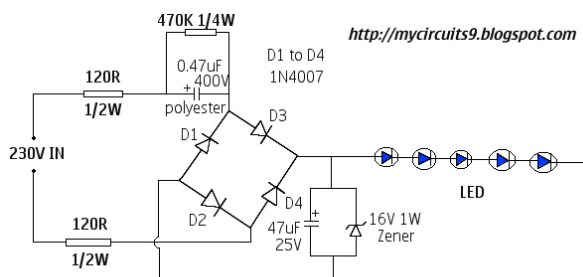 470K 1/4W
http://mycircuits9.blogspot.com
D1 to D4
1N4007
0.47uF
+ 400V
polyester
120R
1/2W
D3
D1
230V IN
LED
D4
D2
120R
1/2W
+
47uF
25V
16V 1W
Zener